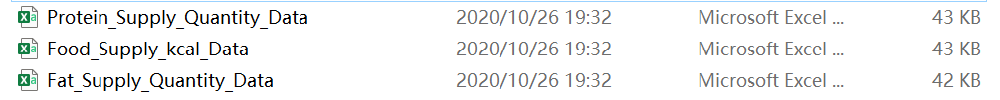 Protein_Supply_Quantity_Data 2020/10/26 19:32 Microsoft Excel ... 43 KB
Food_Supply_kcal_Data 2020/10/26 19:32 Microsoft Excel ... 43 KB
Fat_Supply_Quantity_Data 2020/10/26 19:32 Microsoft Excel ... 42 KB